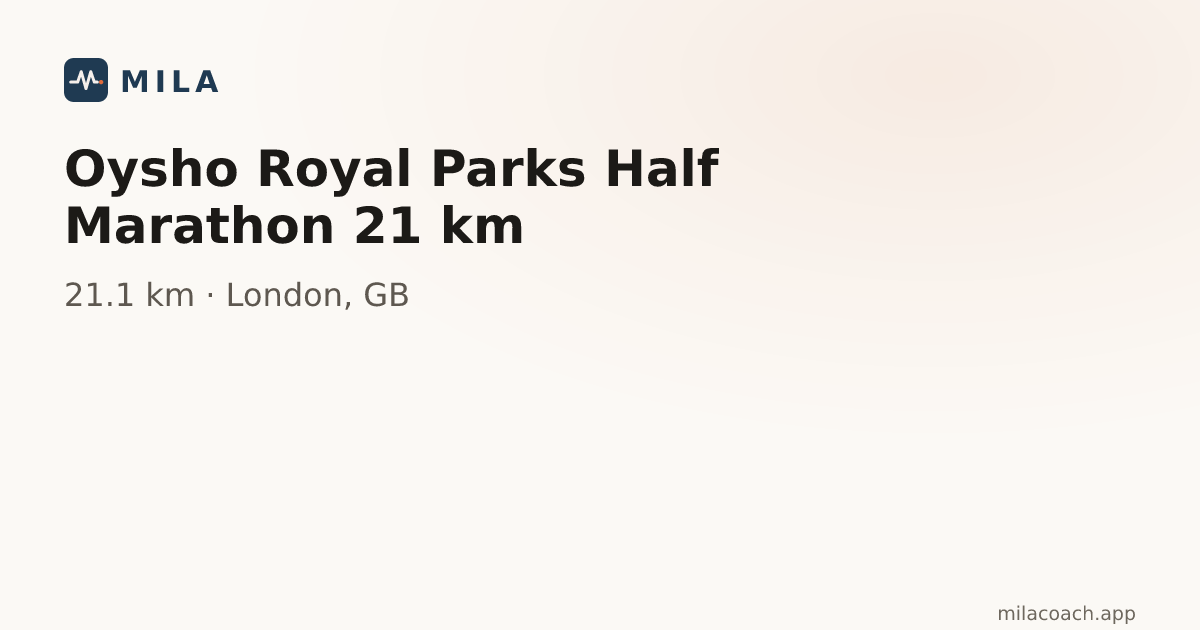 MILA
Oysho Royal Parks Half
Marathon 21 km
21.1 km · London, GB
milacoach.app